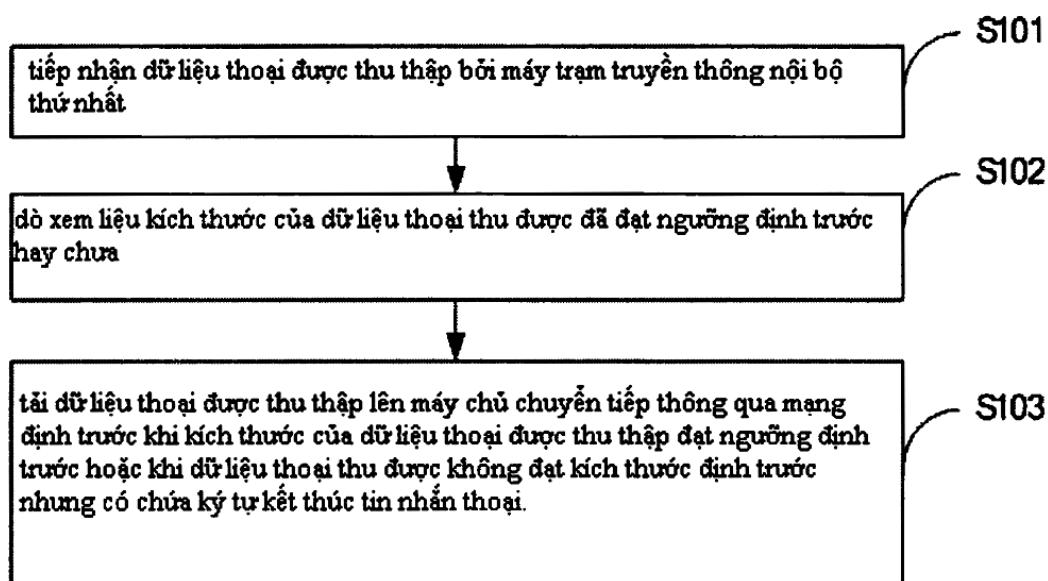 S101
tiếp nhận dữ liệu thoại được thu thập bởi máy trạm truyền thông nội bộ
thứ nhất
S102
dò xem liệu kích thước của dữ liệu thoại thu được đã đạt ngưỡng định trước
hay chưa
S103
tải dữ liệu thoại được thu thập lên máy chủ chuyển tiếp thông qua mạng
định trước khi kích thước của dữ liệu thoại được thu thập đạt ngưỡng định
trước hoặc khi dữ liệu thoại thu được không đạt kích thước định trước
nhưng có chứa ký tự kết thúc tin nhắn thoại.